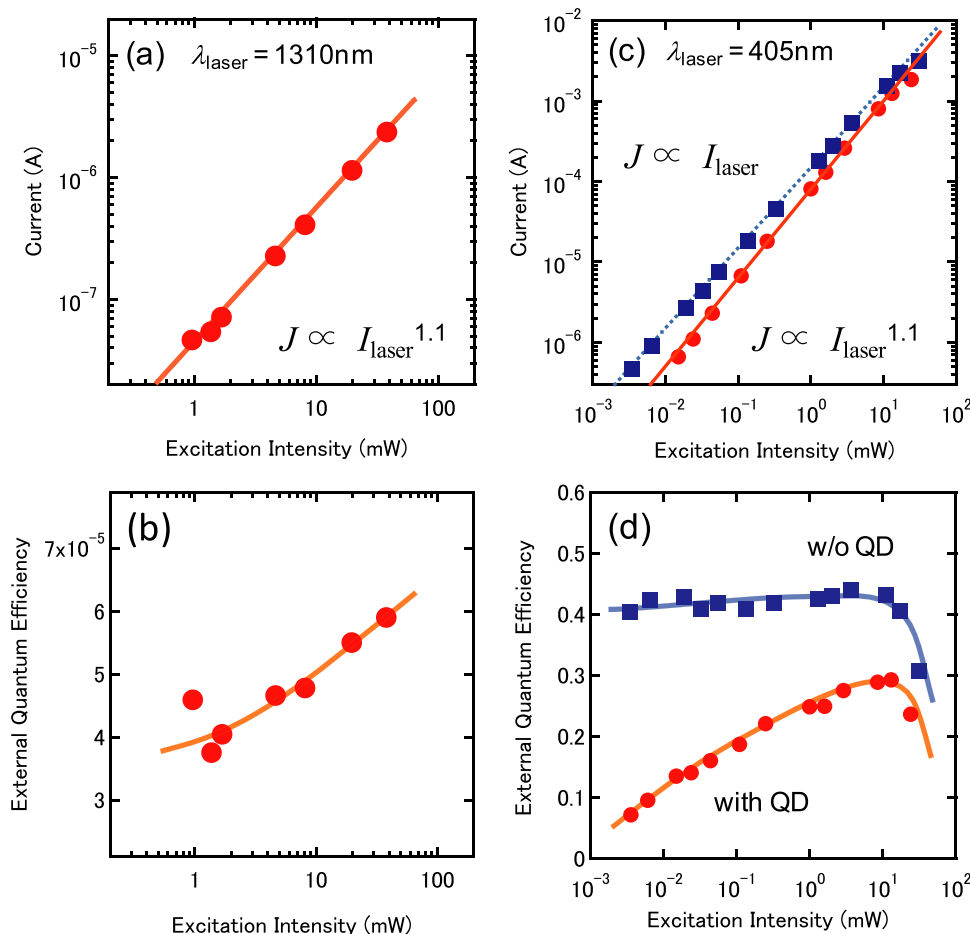 (a)
λlaser = 1310nm
10⁻⁵
10⁻⁶
10⁻⁷
Current (A)
J ∝ Ilaser¹·¹
1 10 100
Excitation Intensity (mW)
(c)
λlaser = 405nm
10⁻²
10⁻³
10⁻⁴
10⁻⁵
10⁻⁶
Current (A)
J ∝ Ilaser
J ∝ Ilaser¹·¹
10⁻³ 10⁻² 10⁻¹ 10⁰ 10¹ 10²
Excitation Intensity (mW)
(b)
7x10⁻⁵
6
5
4
3
External Quantum Efficiency
1 10 100
Excitation Intensity (mW)
(d)
0.6
0.5
0.4
0.3
0.2
0.1
0
External Quantum Efficiency
w/o QD
with QD
10⁻³ 10⁻² 10⁻¹ 10⁰ 10¹ 10²
Excitation Intensity (mW)